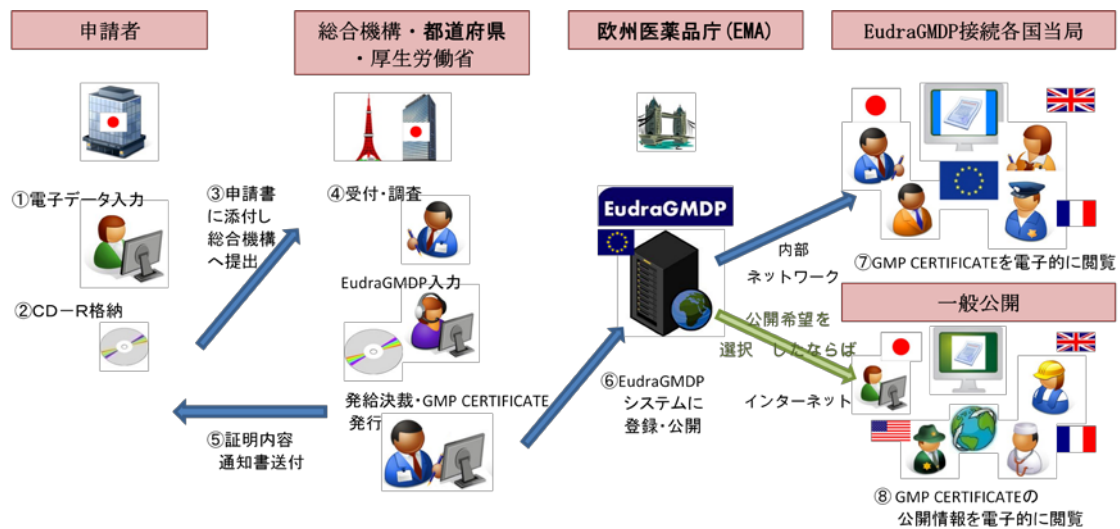 申請者
総合機構・都道府県
・厚生労働省
欧州医薬品庁(EMA)
EudraGMDP接続各国当局
①電子データ入力
③申請書
に添付し
総合機構
へ提出
②CD－R格納
④受付・調査
EudraGMDP入力
発給決裁・GMP CERTIFICATE
発行
⑤証明内容
通知書送付
EudraGMDP
⑥EudraGMDP
システムに
登録・公開
内部
ネットワーク
公開希望を
選択 したならば
インターネット
⑦GMP CERTIFICATEを電子的に閲覧
一般公開
⑧ GMP CERTIFICATEの
公開情報を電子的に閲覧